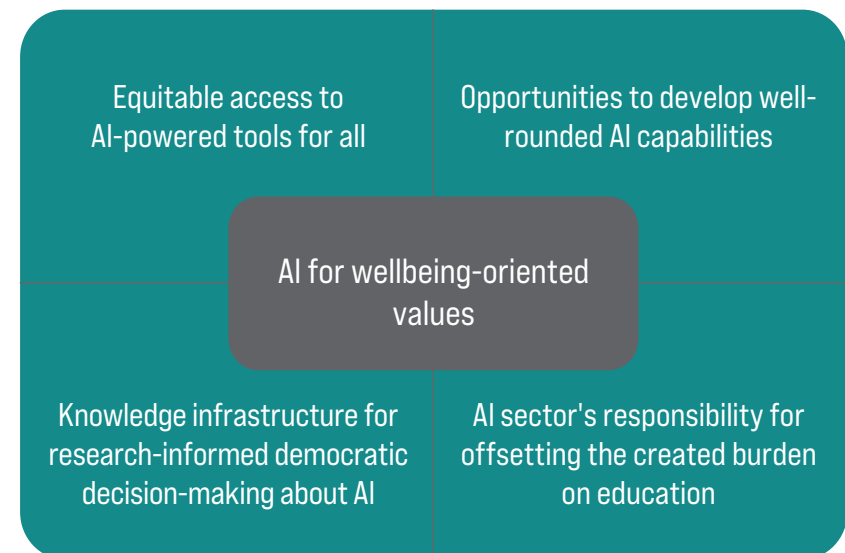 Equitable access to
AI-powered tools for all
Opportunities to develop well-
rounded AI capabilities
AI for wellbeing-oriented
values
Knowledge infrastructure for
research-informed democratic
decision-making about AI
AI sector's responsibility for
offsetting the created burden
on education